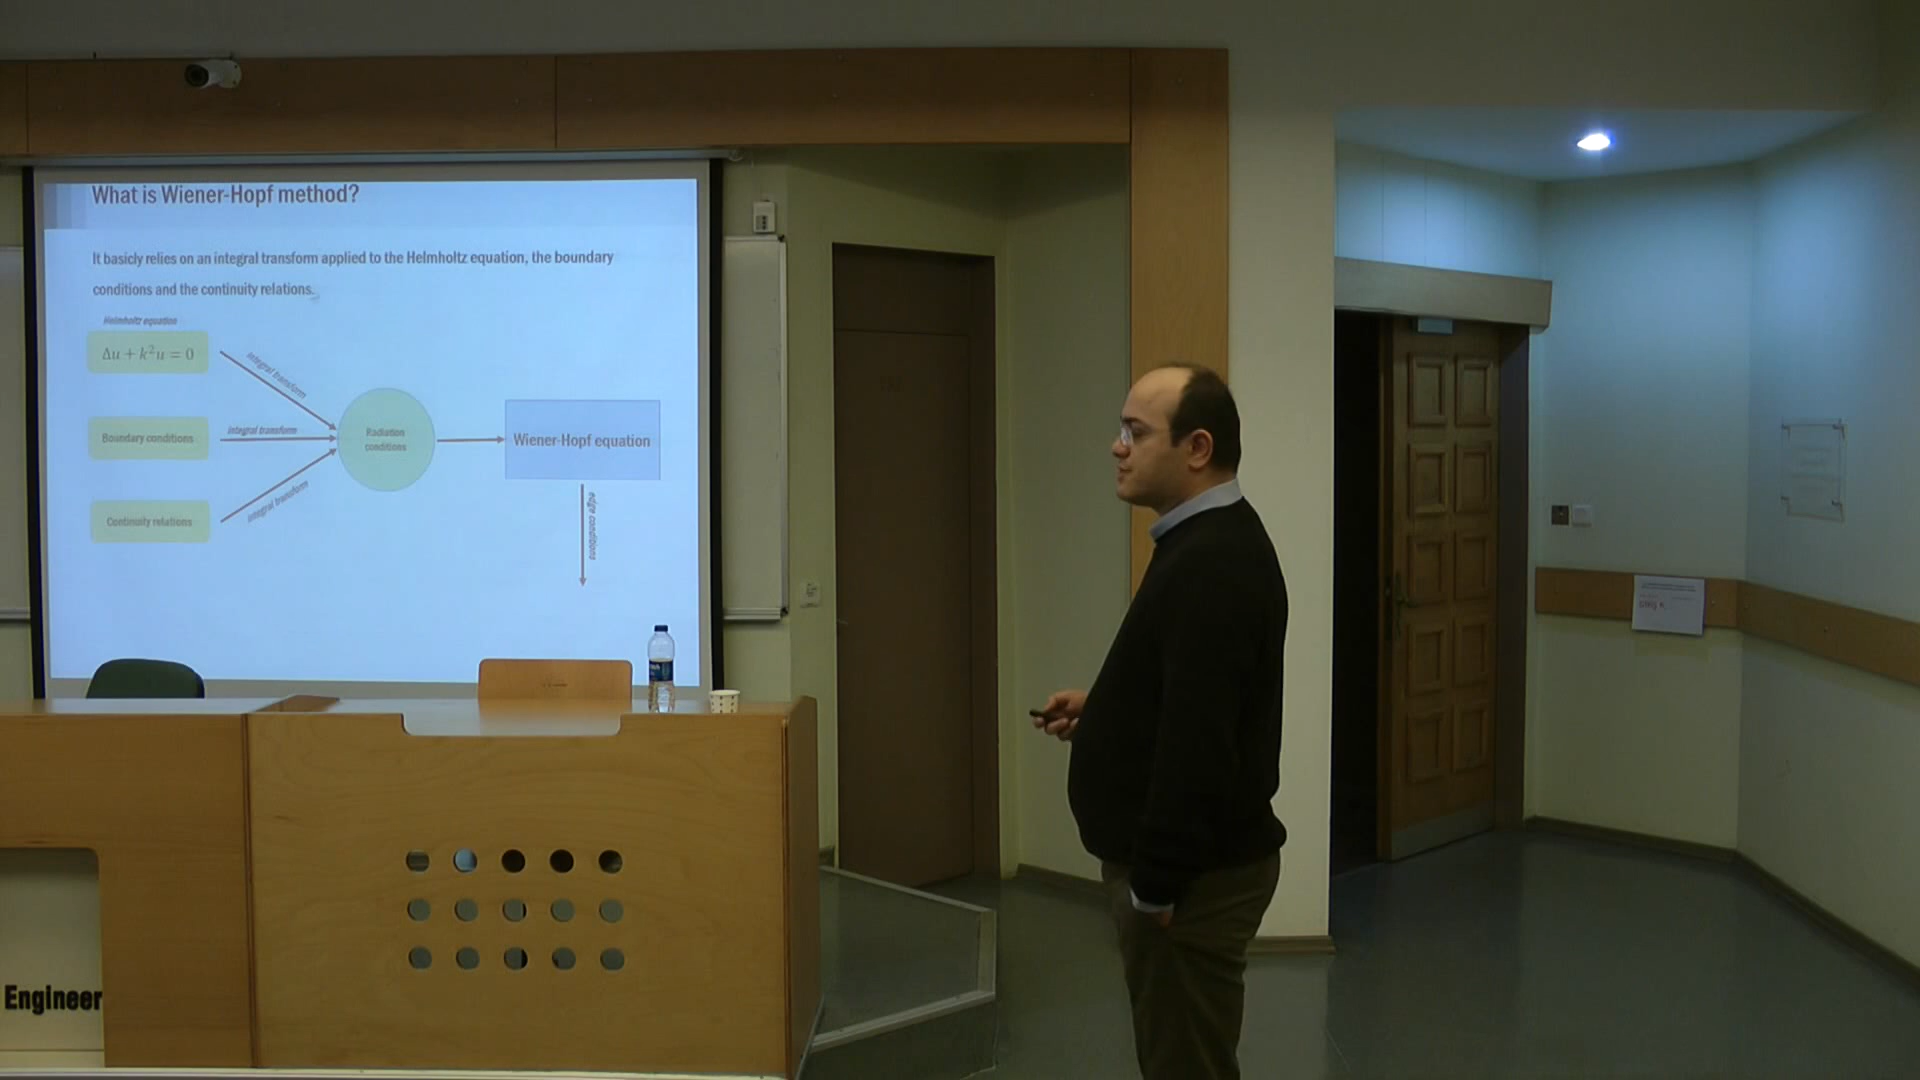 What is Wiener-Hopf method?
It basicly relies on an integral transform applied to the Helmholtz equation, the boundary
conditions and the continuity relations.
Helmholtz equation
Δu + k²u = 0
integral transform
Boundary conditions
integral transform
Radiation
conditions
Wiener-Hopf equation
Continuity relations
integral transform
edge conditions
Engineer